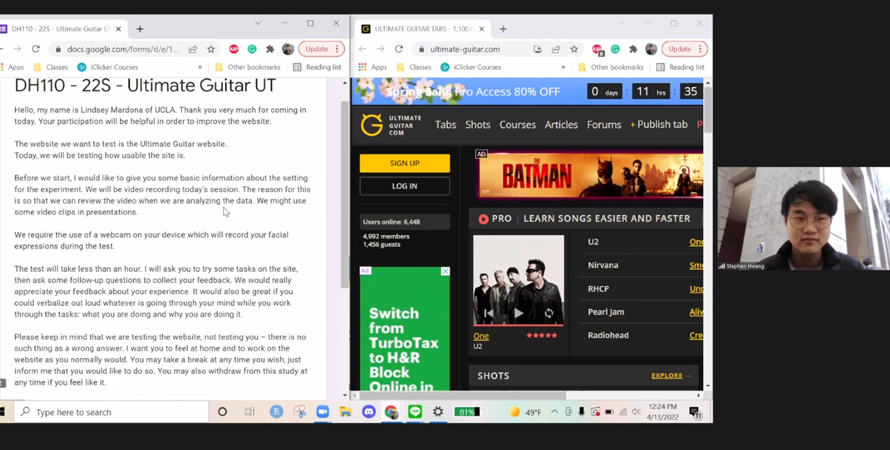 DH110 - 22S - Ultimate Guitar U
docs.google.com/forms/d/e/1...
Update
Apps
Classes
iClicker Courses
Other bookmarks
Reading list
DH110 - 22S - Ultimate Guitar UT
Hello, my name is Lindsey Mardona of UCLA. Thank you very much for coming in
today. Your participation will be helpful in order to improve the website.
The website we want to test is the Ultimate Guitar website.
Today, we will be testing how usable the site is.
Before we start, I would like to give you some basic information about the setting
for the experiment. We will be video recording today's session. The reason for this
is so that we can review the video when we are analyzing the data. We might use
some video clips in presentations.
We require the use of a webcam on your device which will record your facial
expressions during the test.
The test will take less than an hour. I will ask you to try some tasks on the site,
then ask some follow-up questions to collect your feedback. We would really
appreciate your feedback about your experience. It would also be great if you
could verbalize out loud whatever is going through your mind while you work
through the tasks: what you are doing and why you are doing it.
Please keep in mind that we are testing the website, not testing you – there is no
such thing as a wrong answer. I want you to feel at home and to work on the
website as you normally would. You may take a break at any time you wish, just
inform me that you would like to do so. You may also withdraw from this study at
any time if you feel like it.
ULTIMATE GUITAR TABS - 1,100,0
ultimate-guitar.com
Update
Apps
Classes
iClicker Courses
Other bookmarks
Reading list
Spring Sale, Pro Access 80% OFF
0 days : 11 hrs : 35
ULTIMATE
GUITAR
COM
Tabs Shots Courses Articles Forums + Publish tab P
SIGN UP
LOG IN
Users online: 6,448
4,992 members
1,456 guests
AD
THE
BATMAN
PRO | LEARN SONGS EASIER AND FASTER
U2 One
Nirvana Sme
RHCP Und
Pearl Jam Aliv
Radiohead Cre
One
U2
SHOTS
EXPLORE
Ad
Switch
from
TurboTax
to H&R
Block
Online in
Type here to search
81%
49°F
12:24 PM
4/13/2022
Stephen Hwang